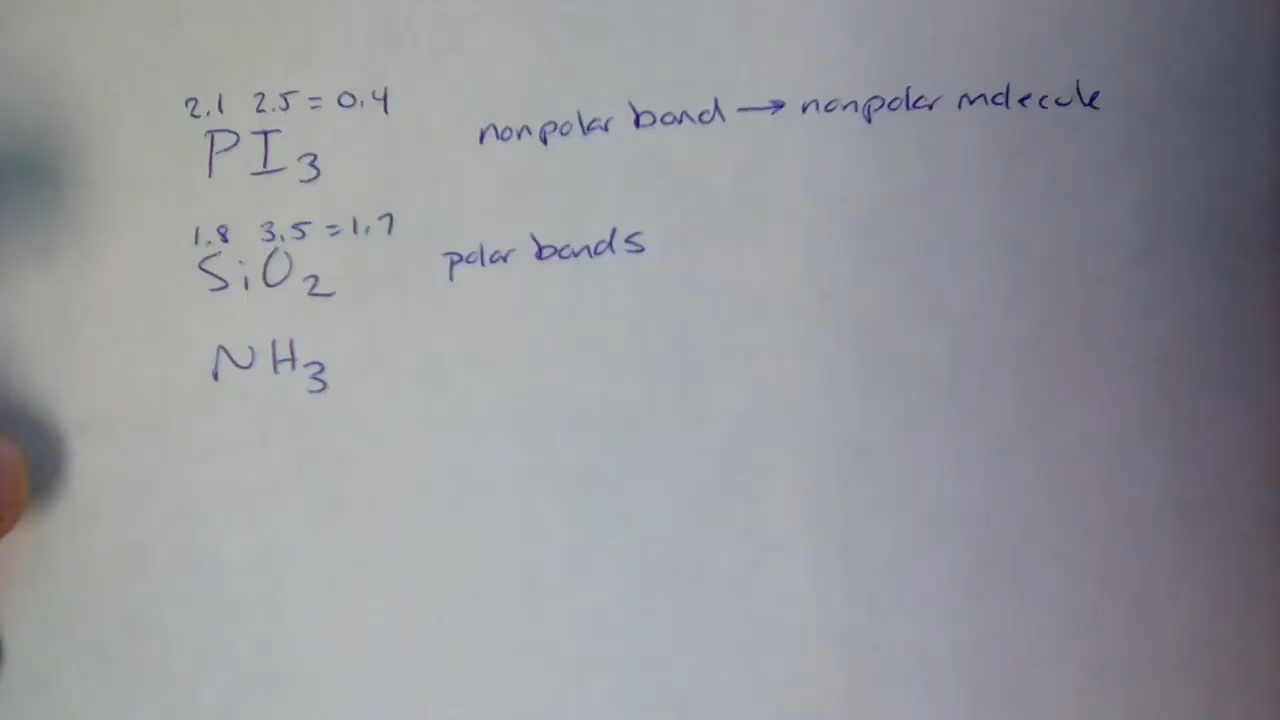 2.1 2.5 = 0.4
PI3 nonpolar bond → nonpolar molecule
1.8 3.5 = 1.7
SiO2 polar bonds
NH3